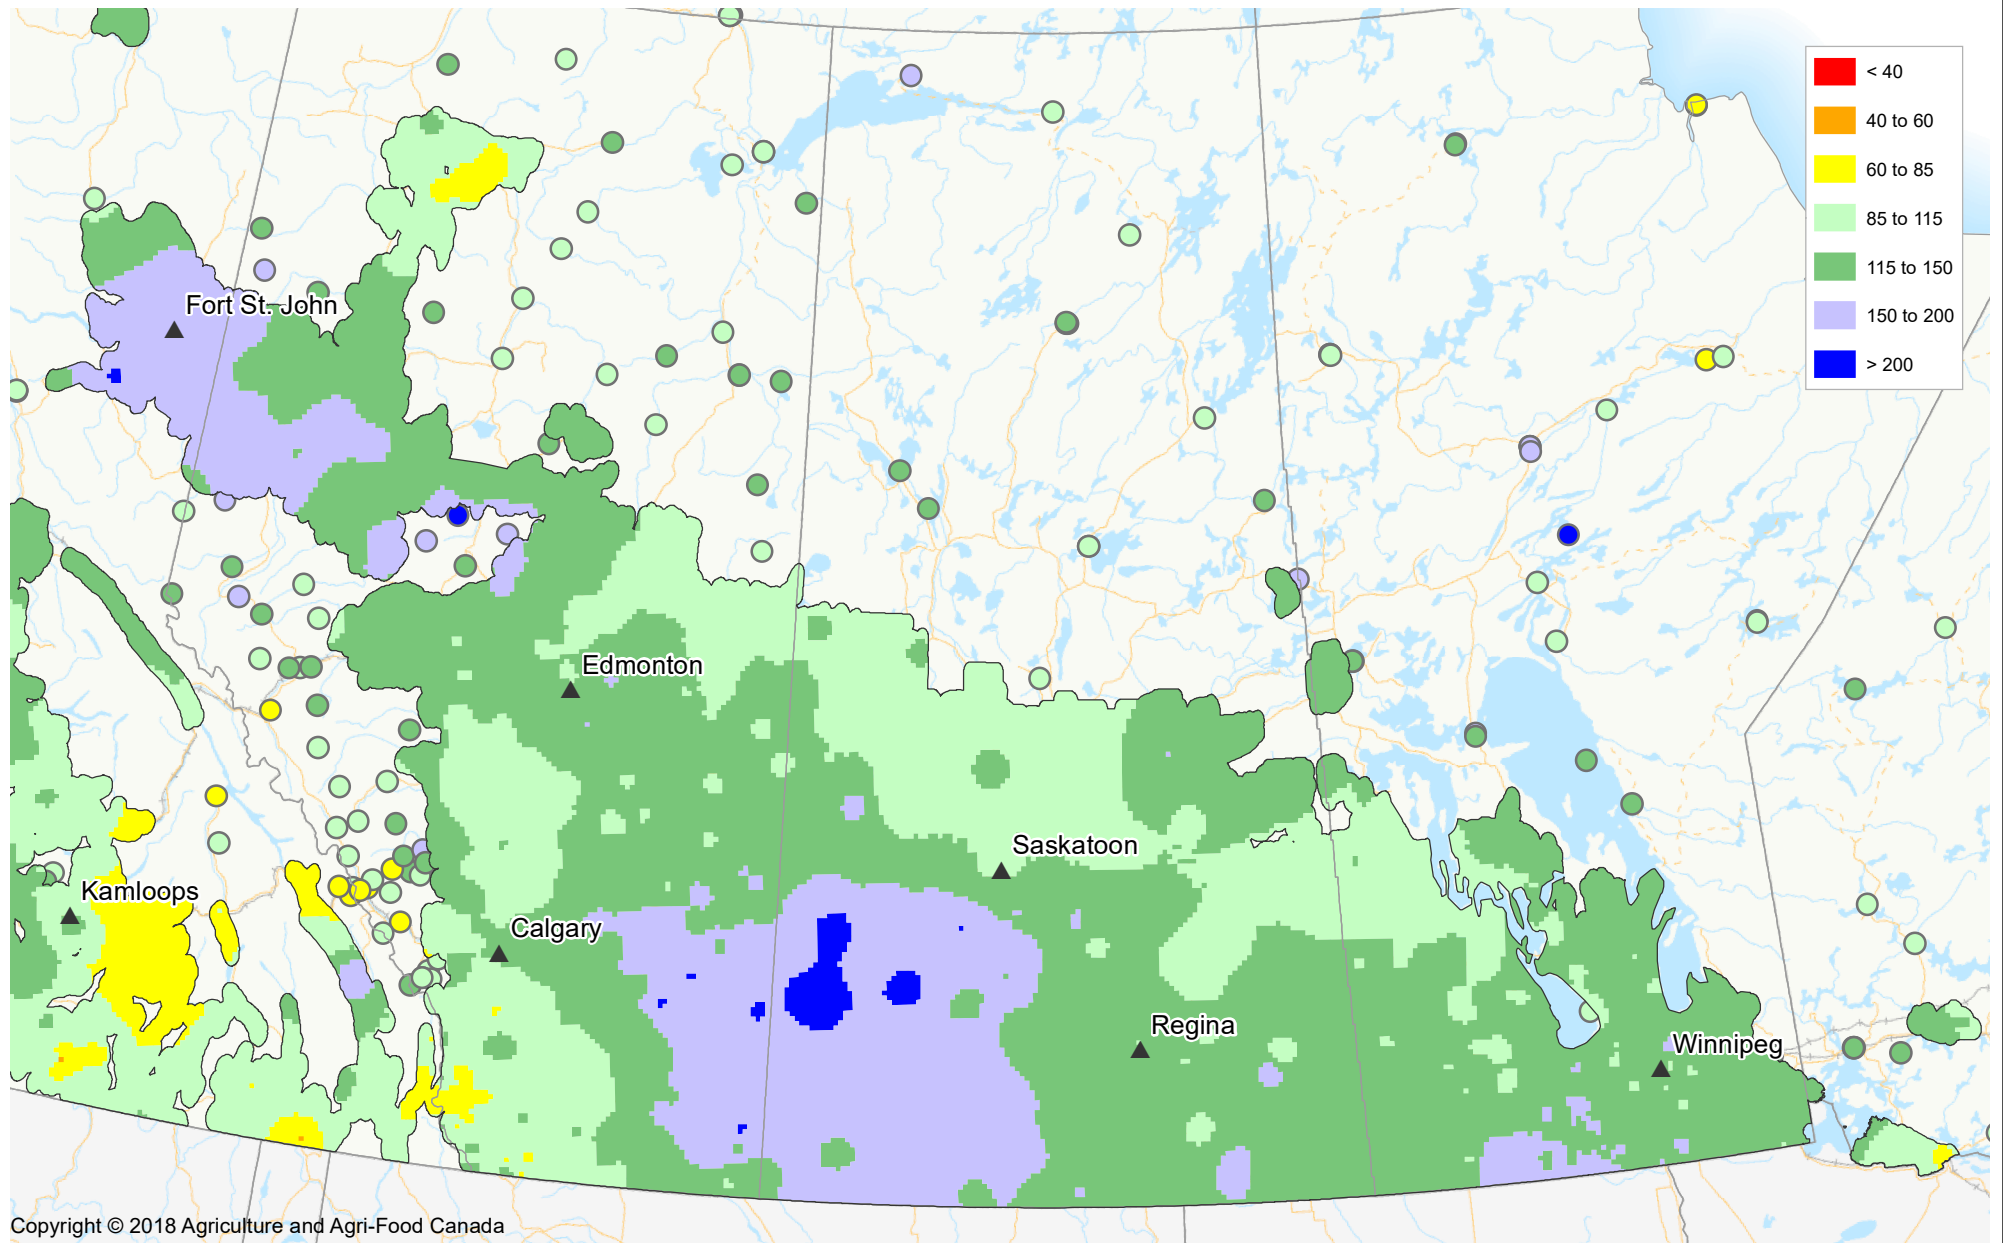 < 40
40 to 60
60 to 85
85 to 115
115 to 150
150 to 200
> 200
Fort St. John
Edmonton
Saskatoon
Kamloops
Calgary
Regina
Winnipeg
Copyright © 2018 Agriculture and Agri-Food Canada